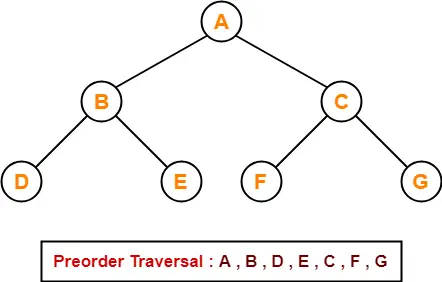 A
B C
D E F G
Preorder Traversal : A , B , D , E , C , F , G